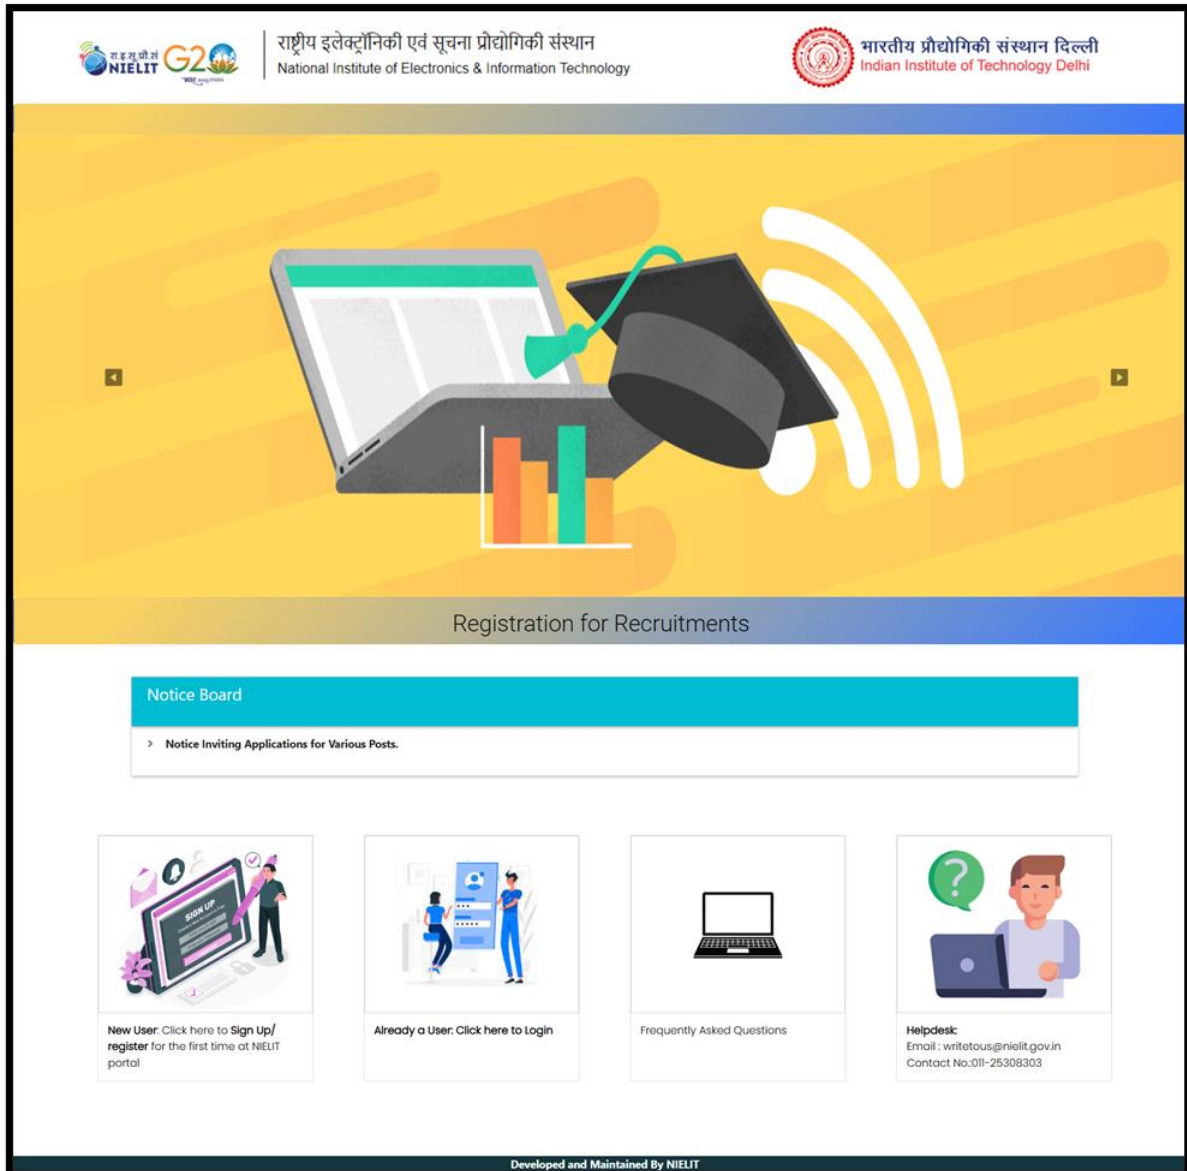 रा.इ.सू.प्रौ.सं
NIELIT
G20
राष्ट्रीय इलेक्ट्रॉनिकी एवं सूचना प्रौद्योगिकी संस्थान
National Institute of Electronics & Information Technology
भारतीय प्रौद्योगिकी संस्थान दिल्ली
Indian Institute of Technology Delhi
Registration for Recruitments
Notice Board
> Notice Inviting Applications for Various Posts.
SIGN UP
New User: Click here to Sign Up/
register for the first time at NIELIT
portal
Already a User: Click here to Login
Frequently Asked Questions
?
Helpdesk:
Email : writetous@nielit.gov.in
Contact No.:011-25308303
Developed and Maintained By NIELIT